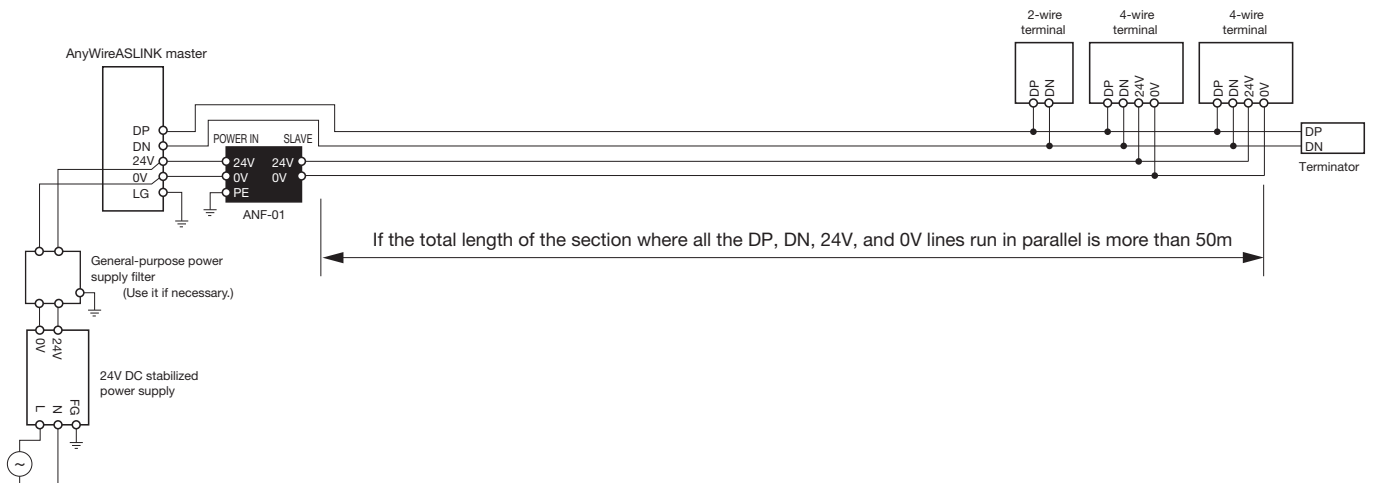 2-wire
terminal
4-wire
terminal
4-wire
terminal
AnyWireASLINK master
DP
DN
24V
0V
LG
POWER IN
SLAVE
24V
0V
PE
24V
0V
ANF-01
DP
DN
DP
DN
24V
0V
DP
DN
24V
0V
DP
DN
Terminator
If the total length of the section where all the DP, DN, 24V, and 0V lines run in parallel is more than 50m
General-purpose power
supply filter
(Use it if necessary.)
0V
24V
24V DC stabilized
power supply
L
N
FG
~